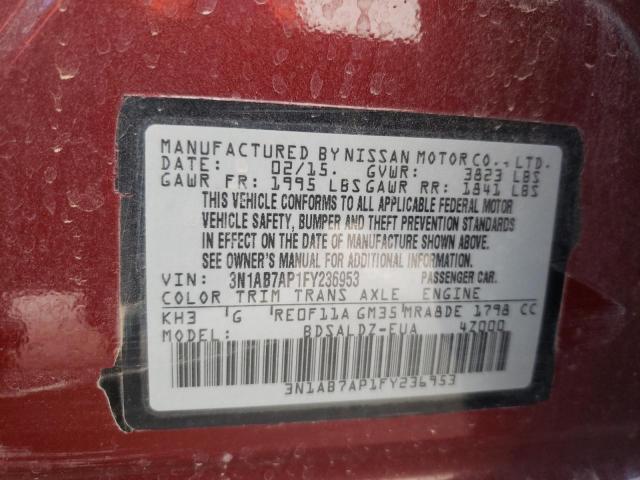 MANUFACTURED BY NISSAN MOTOR CO., LTD.
DATE: 02/15. GVWR: 3823 LBS
GAWR FR: 1995 LBS GAWR RR: 1841 LBS
THIS VEHICLE CONFORMS TO ALL APPLICABLE FEDERAL MOTOR
VEHICLE SAFETY, BUMPER AND THEFT PREVENTION STANDARDS
IN EFFECT ON THE DATE OF MANUFACTURE SHOWN ABOVE.
SEE OWNER'S MANUAL FOR ADDITIONAL INFORMATION.
VIN: 3N1AB7AP1FY236953 PASSENGER CAR.
COLOR TRIM TRANS AXLE ENGINE
KH3 G RE0F11A GM35 MRA8DE 1798 CC
MODEL: BDSALDZ-EUA 4Z000
3N1AB7AP1FY236953